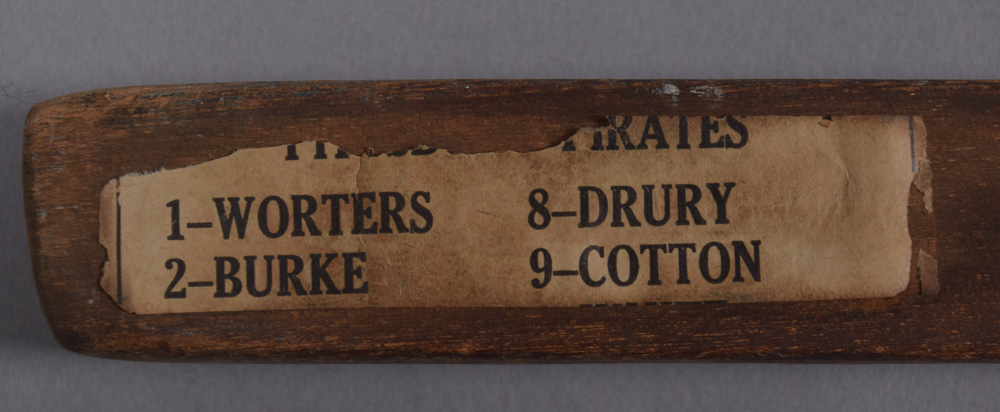 PIRATES
1–WORTERS 8–DRURY
2–BURKE 9–COTTON